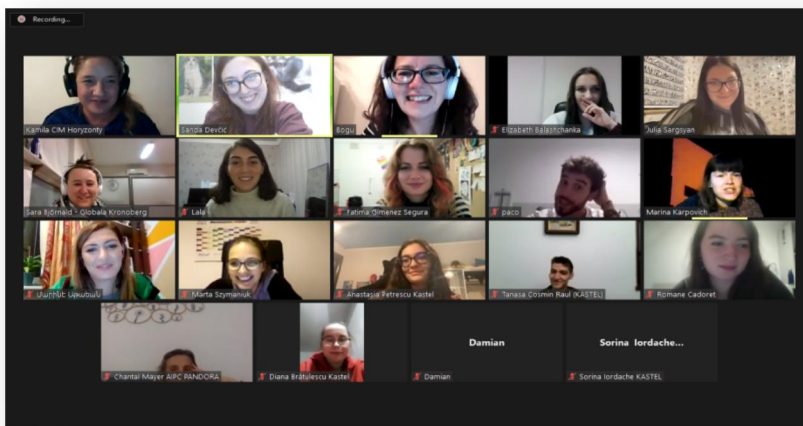 Recording...
Kamila CIM Horyzonty
Sanda Devčić
Bogu
Elizabeth Balashchanka
Julia Sargsyan
Sara Björnald - Globala Kronoberg
Lala
Fatima Gimenez Segura
paco
Marina Karpovich
Marta Szymaniuk
Anastasia Petrescu Kastel
Tanasa Cosmin Raul (KASTEL)
Romane Cadoret
Chantal Mayer AIPC PANDORA
Diana Brătulescu Kastel
Damian
Damian
Sorina Iordache...
Sorina Iordache KASTEL